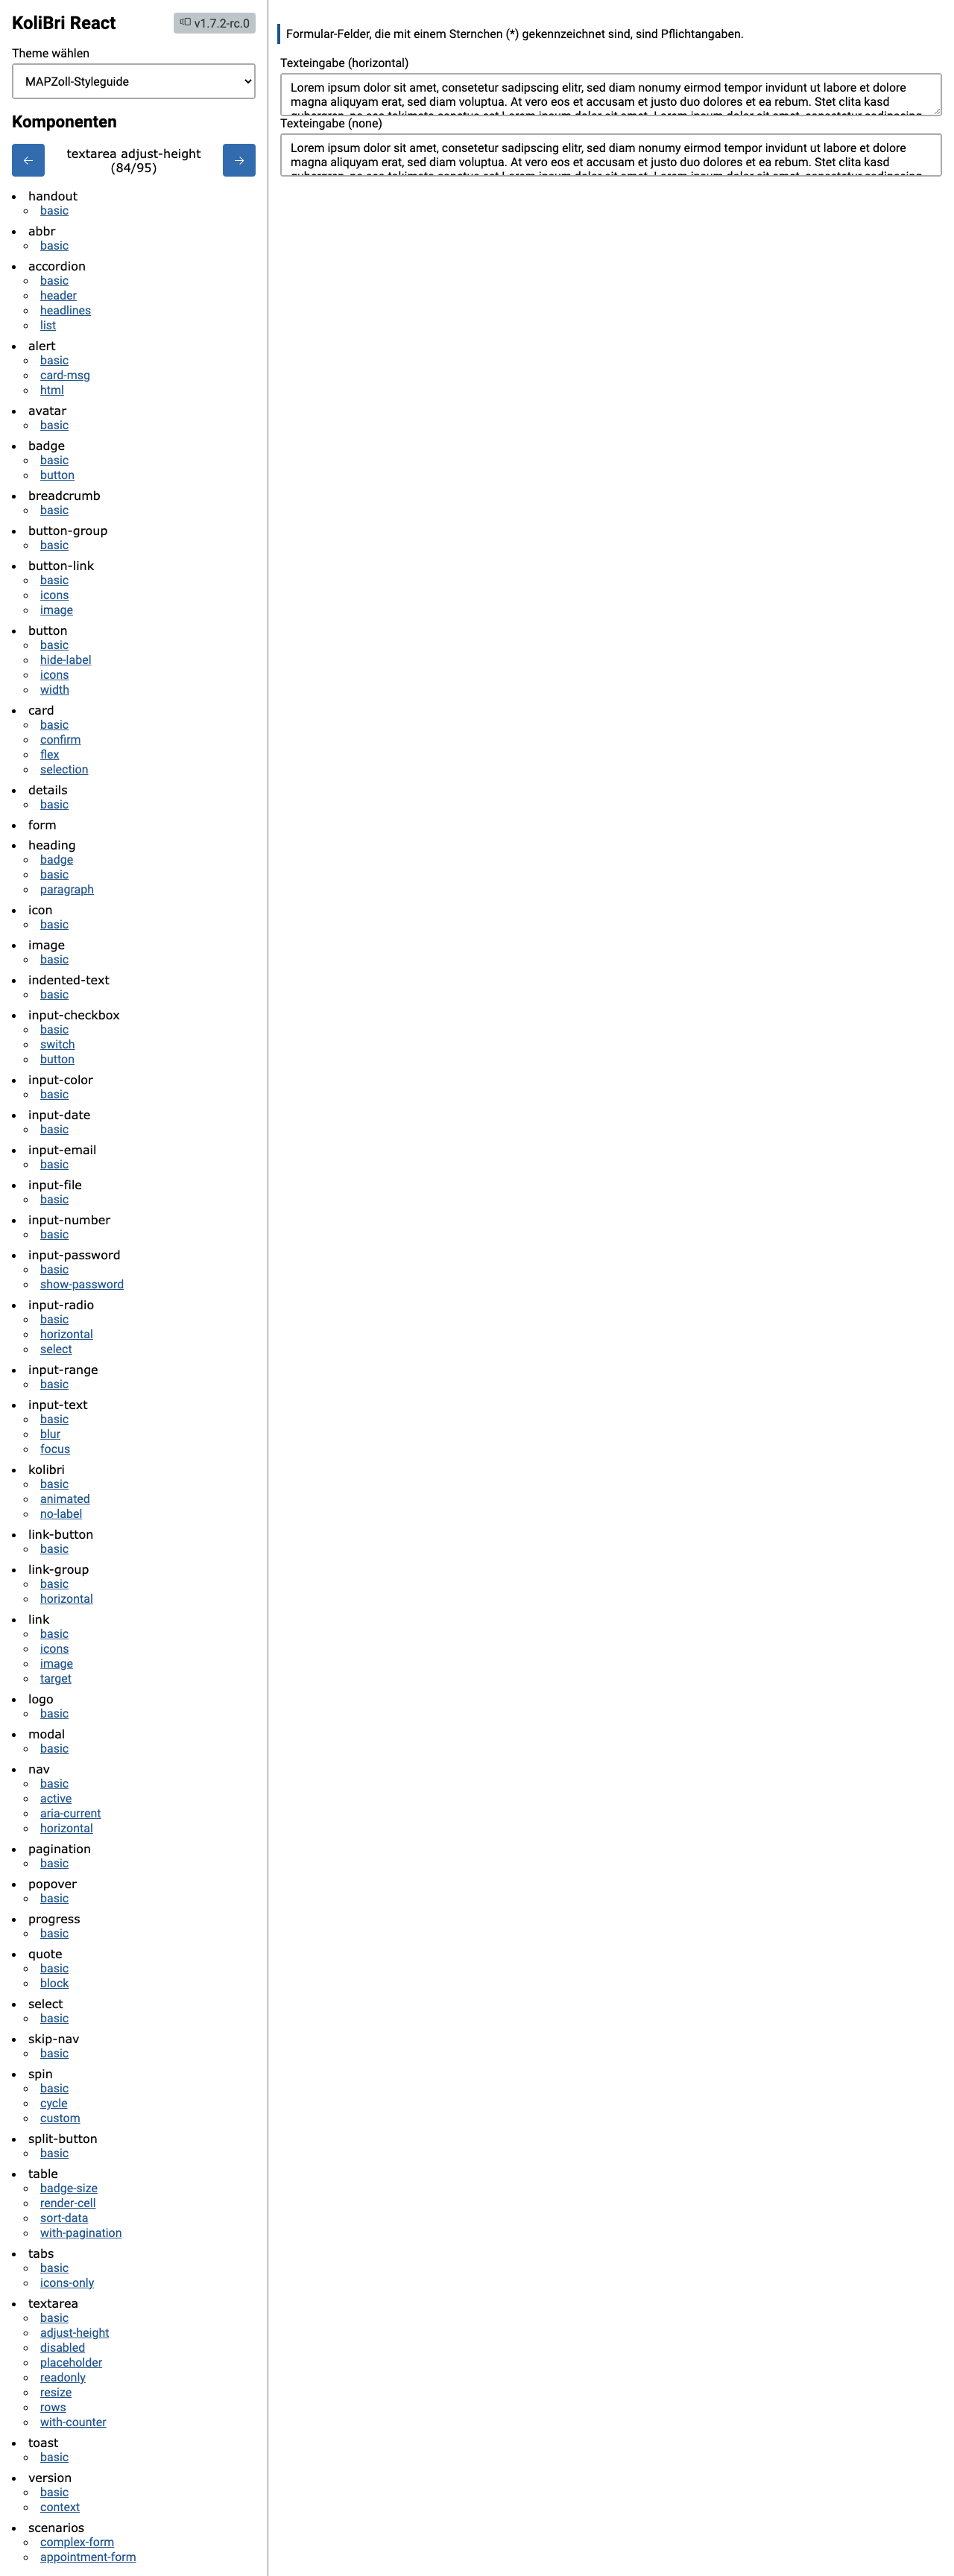 KoliBri React
v1.7.2-rc.0
Theme wählen
MAPZoll-Styleguide
Komponenten
←
textarea adjust-height
(84/95)
→
handout
basic
abbr
basic
accordion
basic
header
headlines
list
alert
basic
card-msg
html
avatar
basic
badge
basic
button
breadcrumb
basic
button-group
basic
button-link
basic
icons
image
button
basic
hide-label
icons
width
card
basic
confirm
flex
selection
details
basic
form
heading
badge
basic
paragraph
icon
basic
image
basic
indented-text
basic
input-checkbox
basic
switch
button
input-color
basic
input-date
basic
input-email
basic
input-file
basic
input-number
basic
input-password
basic
show-password
input-radio
basic
horizontal
select
input-range
basic
input-text
basic
blur
focus
kolibri
basic
animated
no-label
link-button
basic
link-group
basic
horizontal
link
basic
icons
image
target
logo
basic
modal
basic
nav
basic
active
aria-current
horizontal
pagination
basic
popover
basic
progress
basic
quote
basic
block
select
basic
skip-nav
basic
spin
basic
cycle
custom
split-button
basic
table
badge-size
render-cell
sort-data
with-pagination
tabs
basic
icons-only
textarea
basic
adjust-height
disabled
placeholder
readonly
resize
rows
with-counter
toast
basic
version
basic
context
scenarios
complex-form
appointment-form
Formular-Felder, die mit einem Sternchen (*) gekennzeichnet sind, sind Pflichtangaben.
Texteingabe (horizontal)
Lorem ipsum dolor sit amet, consetetur sadipscing elitr, sed diam nonumy eirmod tempor invidunt ut labore et dolore
magna aliquyam erat, sed diam voluptua. At vero eos et accusam et justo duo dolores et ea rebum. Stet clita kasd
Texteingabe (none)
Lorem ipsum dolor sit amet, consetetur sadipscing elitr, sed diam nonumy eirmod tempor invidunt ut labore et dolore
magna aliquyam erat, sed diam voluptua. At vero eos et accusam et justo duo dolores et ea rebum. Stet clita kasd